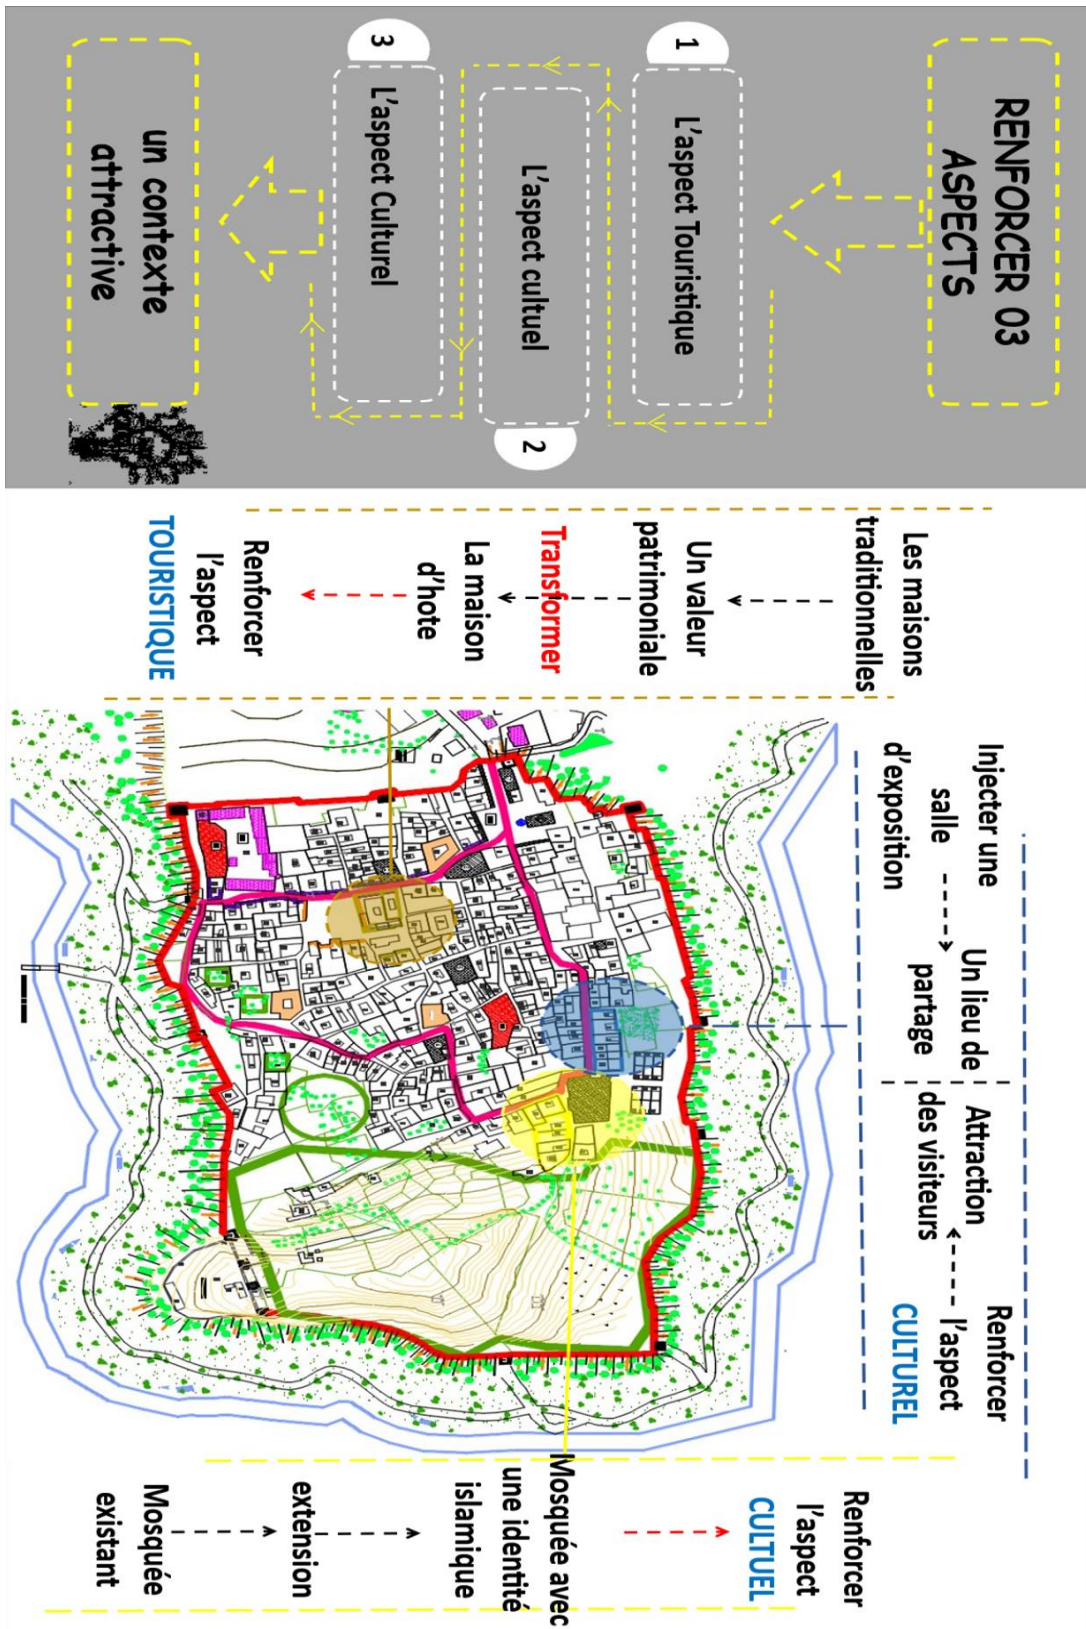 RENFORCER 03
ASPECTS
1
L'aspect Touristique
L'aspect cultuel
2
3
L'aspect Culturel
un contexte
attractive
Les maisons
traditionnelles
Un valeur
patrimoniale
Transformer
La maison
d'hote
Renforcer
l'aspect
TOURISTIQUE
Injecter une
salle
d'exposition
Un lieu de
partage
Attraction
des visiteurs
Renforcer
l'aspect
CULTUREL
Mosquée
existant
extension
Mosquée avec
une identité
islamique
Renforcer
l'aspect
CULTUEL